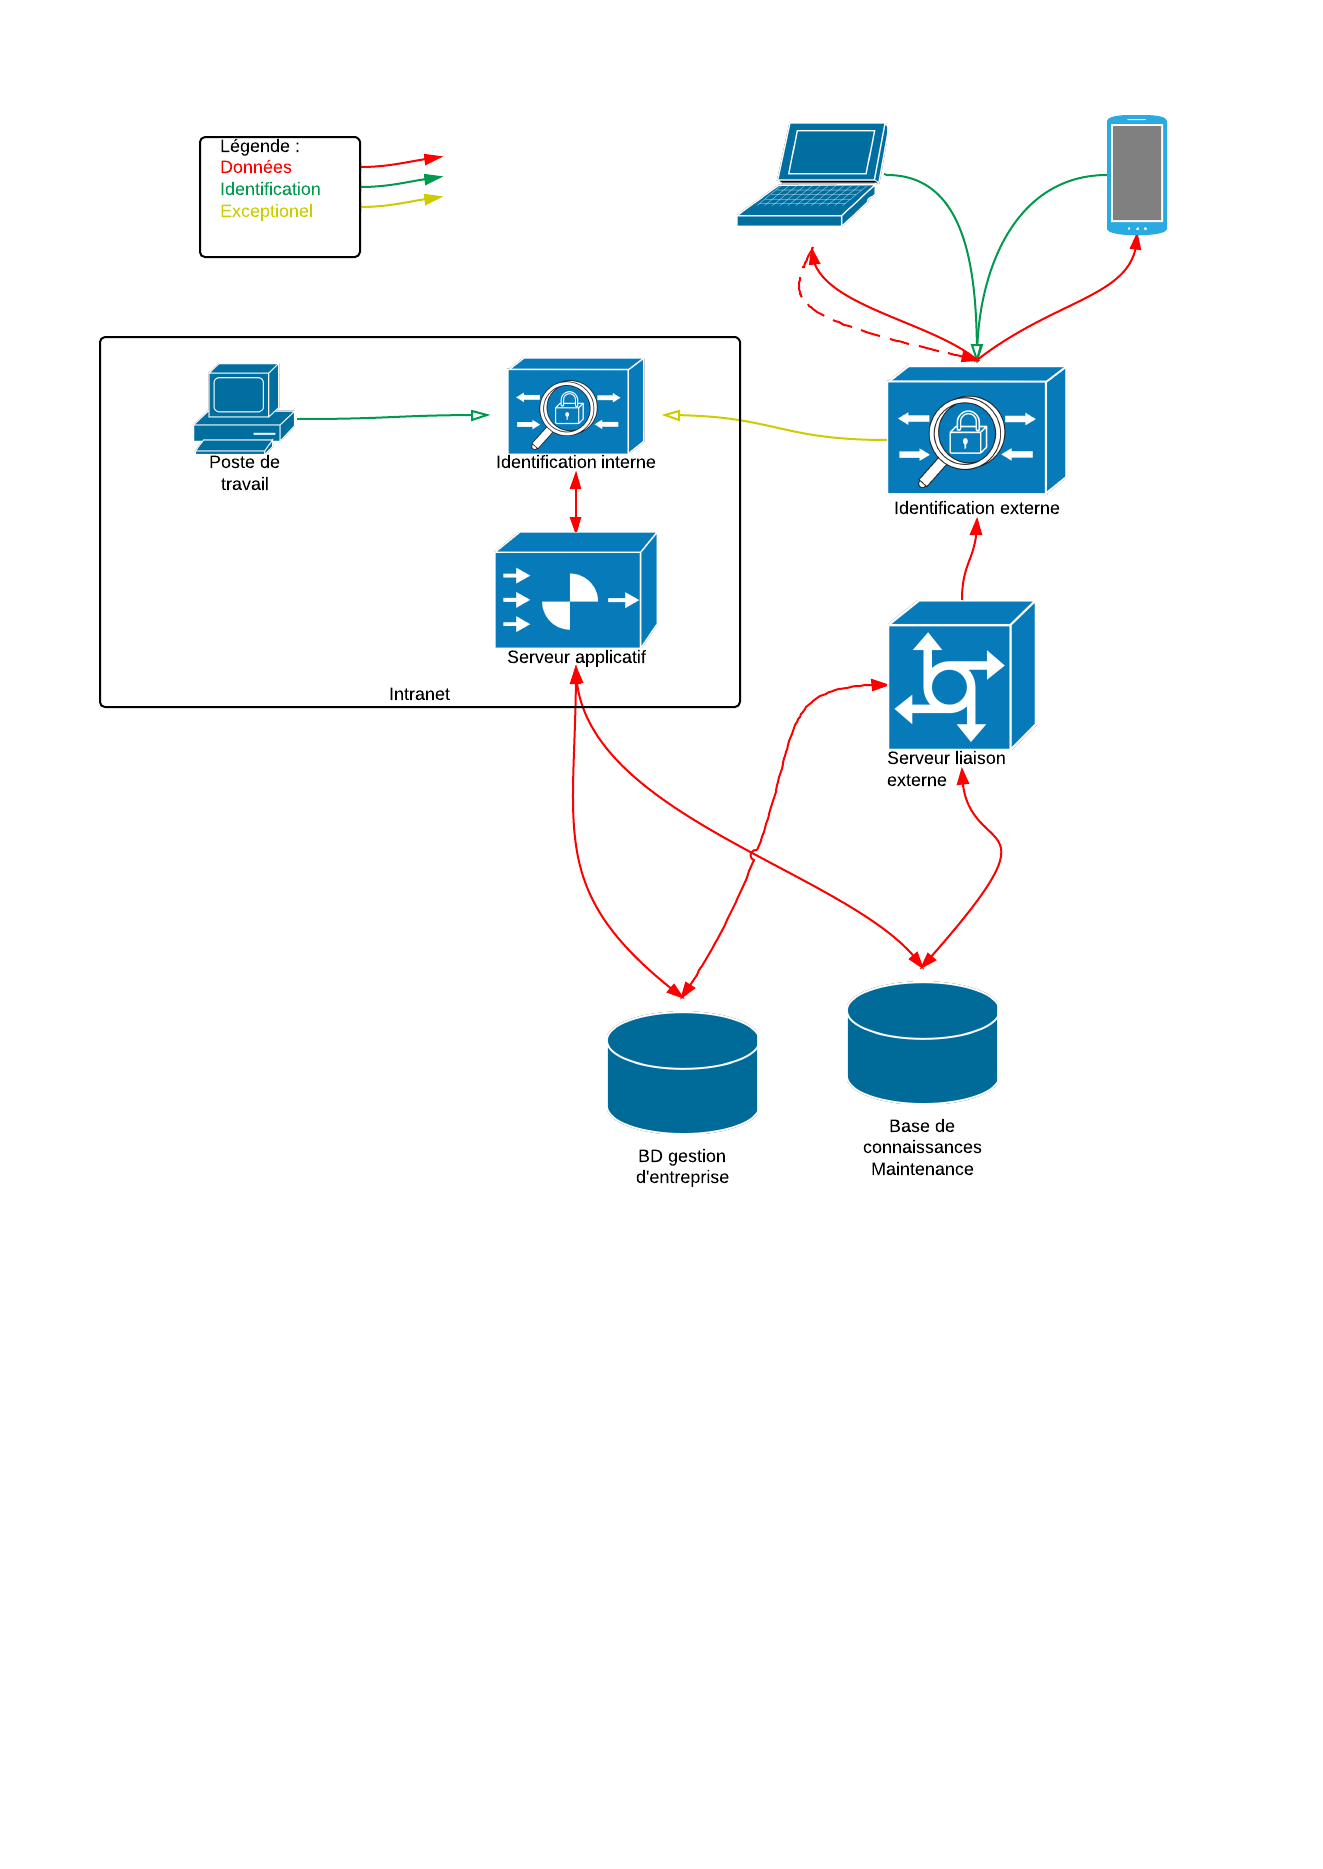 Légende :
Données
Identification
Exceptionel
Poste de
travail
Identification interne
Identification externe
Serveur applicatif
Intranet
Serveur liaison
externe
BD gestion
d'entreprise
Base de
connaissances
Maintenance